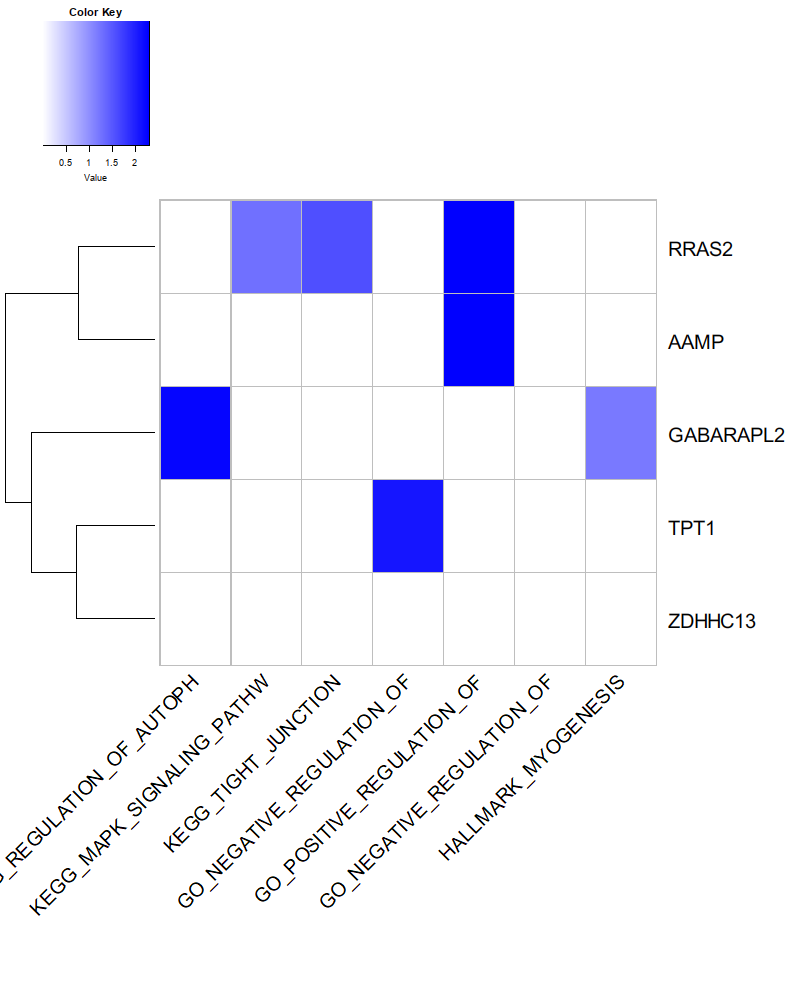 Color Key
0.5 1 1.5 2
Value
RRAS2
AAMP
GABARAPL2
TPT1
ZDHHC13
_REGULATION_OF_AUTOPH
KEGG_MAPK_SIGNALING_PATHW
KEGG_TIGHT_JUNCTION
GO_NEGATIVE_REGULATION_OF
GO_POSITIVE_REGULATION_OF
GO_NEGATIVE_REGULATION_OF
HALLMARK_MYOGENESIS